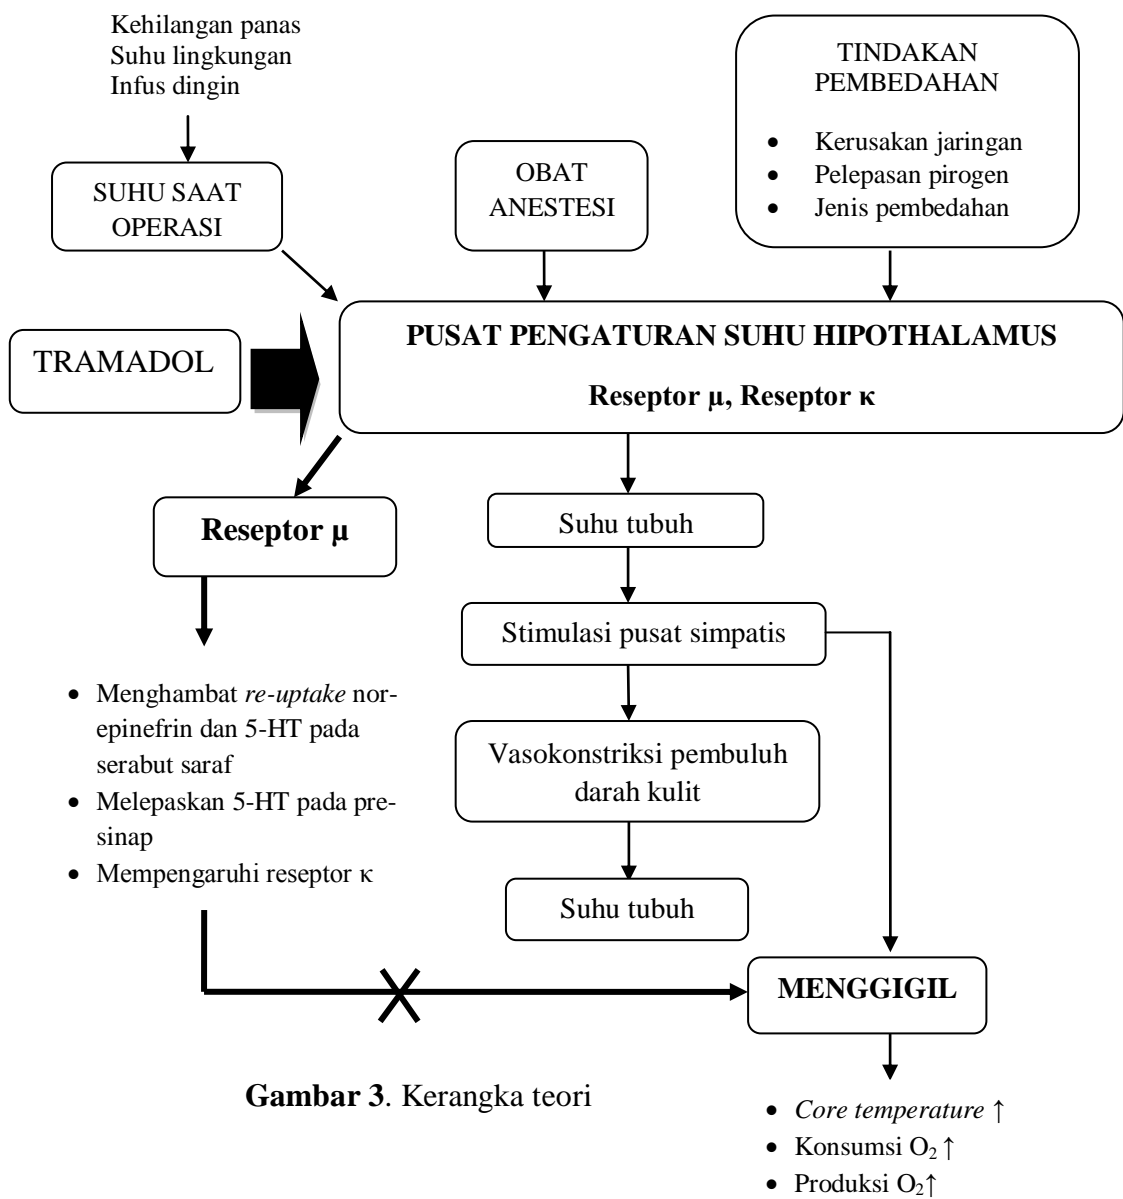 Kehilangan panas
Suhu lingkungan
Infus dingin
TINDAKAN
PEMBEDAHAN
• Kerusakan jaringan
• Pelepasan pirogen
• Jenis pembedahan
SUHU SAAT
OPERASI
OBAT
ANESTESI
TRAMADOL
PUSAT PENGATURAN SUHU HIPOTHALAMUS
Reseptor μ, Reseptor κ
Reseptor μ
Suhu tubuh
Stimulasi pusat simpatis
• Menghambat re-uptake nor-
epinefrin dan 5-HT pada
serabut saraf
• Melepaskan 5-HT pada pre-
sinap
• Mempengaruhi reseptor κ
Vasokonstriksi pembuluh
darah kulit
Suhu tubuh
MENGGIGIL
Gambar 3. Kerangka teori
• Core temperature ↑
• Konsumsi O₂ ↑
• Produksi O₂↑